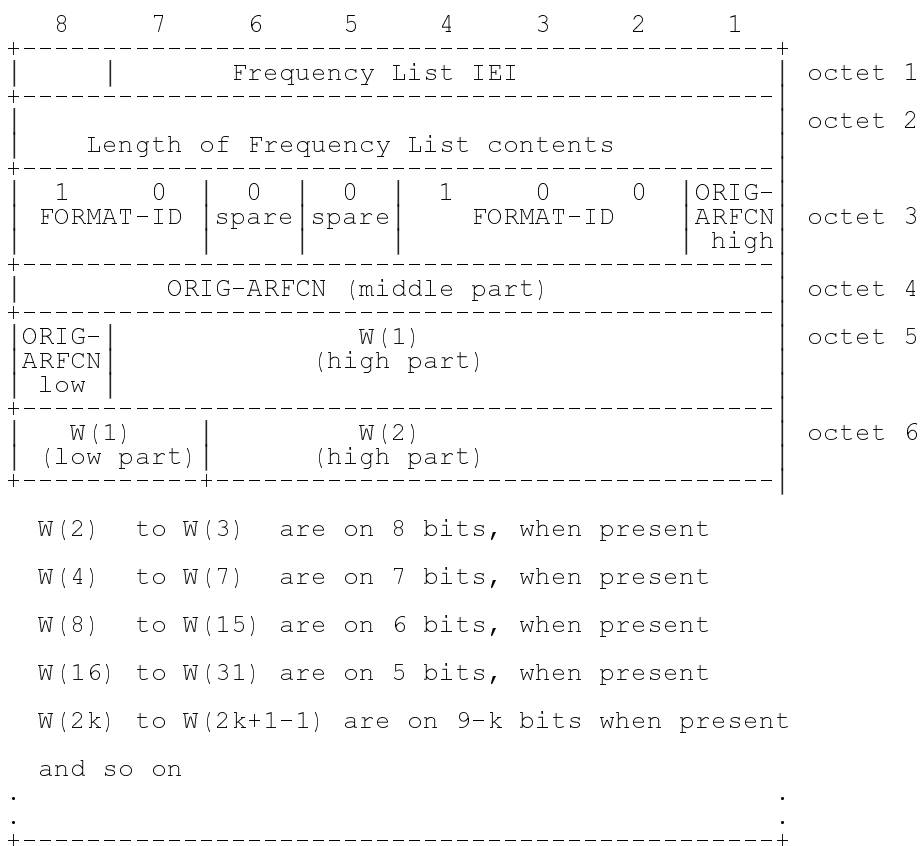 8 7 6 5 4 3 2 1
Frequency List IEI octet 1
octet 2
Length of Frequency List contents
1 0 0 0 1 0 0 ORIG-
FORMAT-ID spare spare FORMAT-ID ARFCN octet 3
high
ORIG-ARFCN (middle part) octet 4
ORIG- W(1) octet 5
ARFCN (high part)
low
W(1) W(2) octet 6
(low part) (high part)
W(2) to W(3) are on 8 bits, when present
W(4) to W(7) are on 7 bits, when present
W(8) to W(15) are on 6 bits, when present
W(16) to W(31) are on 5 bits, when present
W(2k) to W(2k+1-1) are on 9-k bits when present
and so on